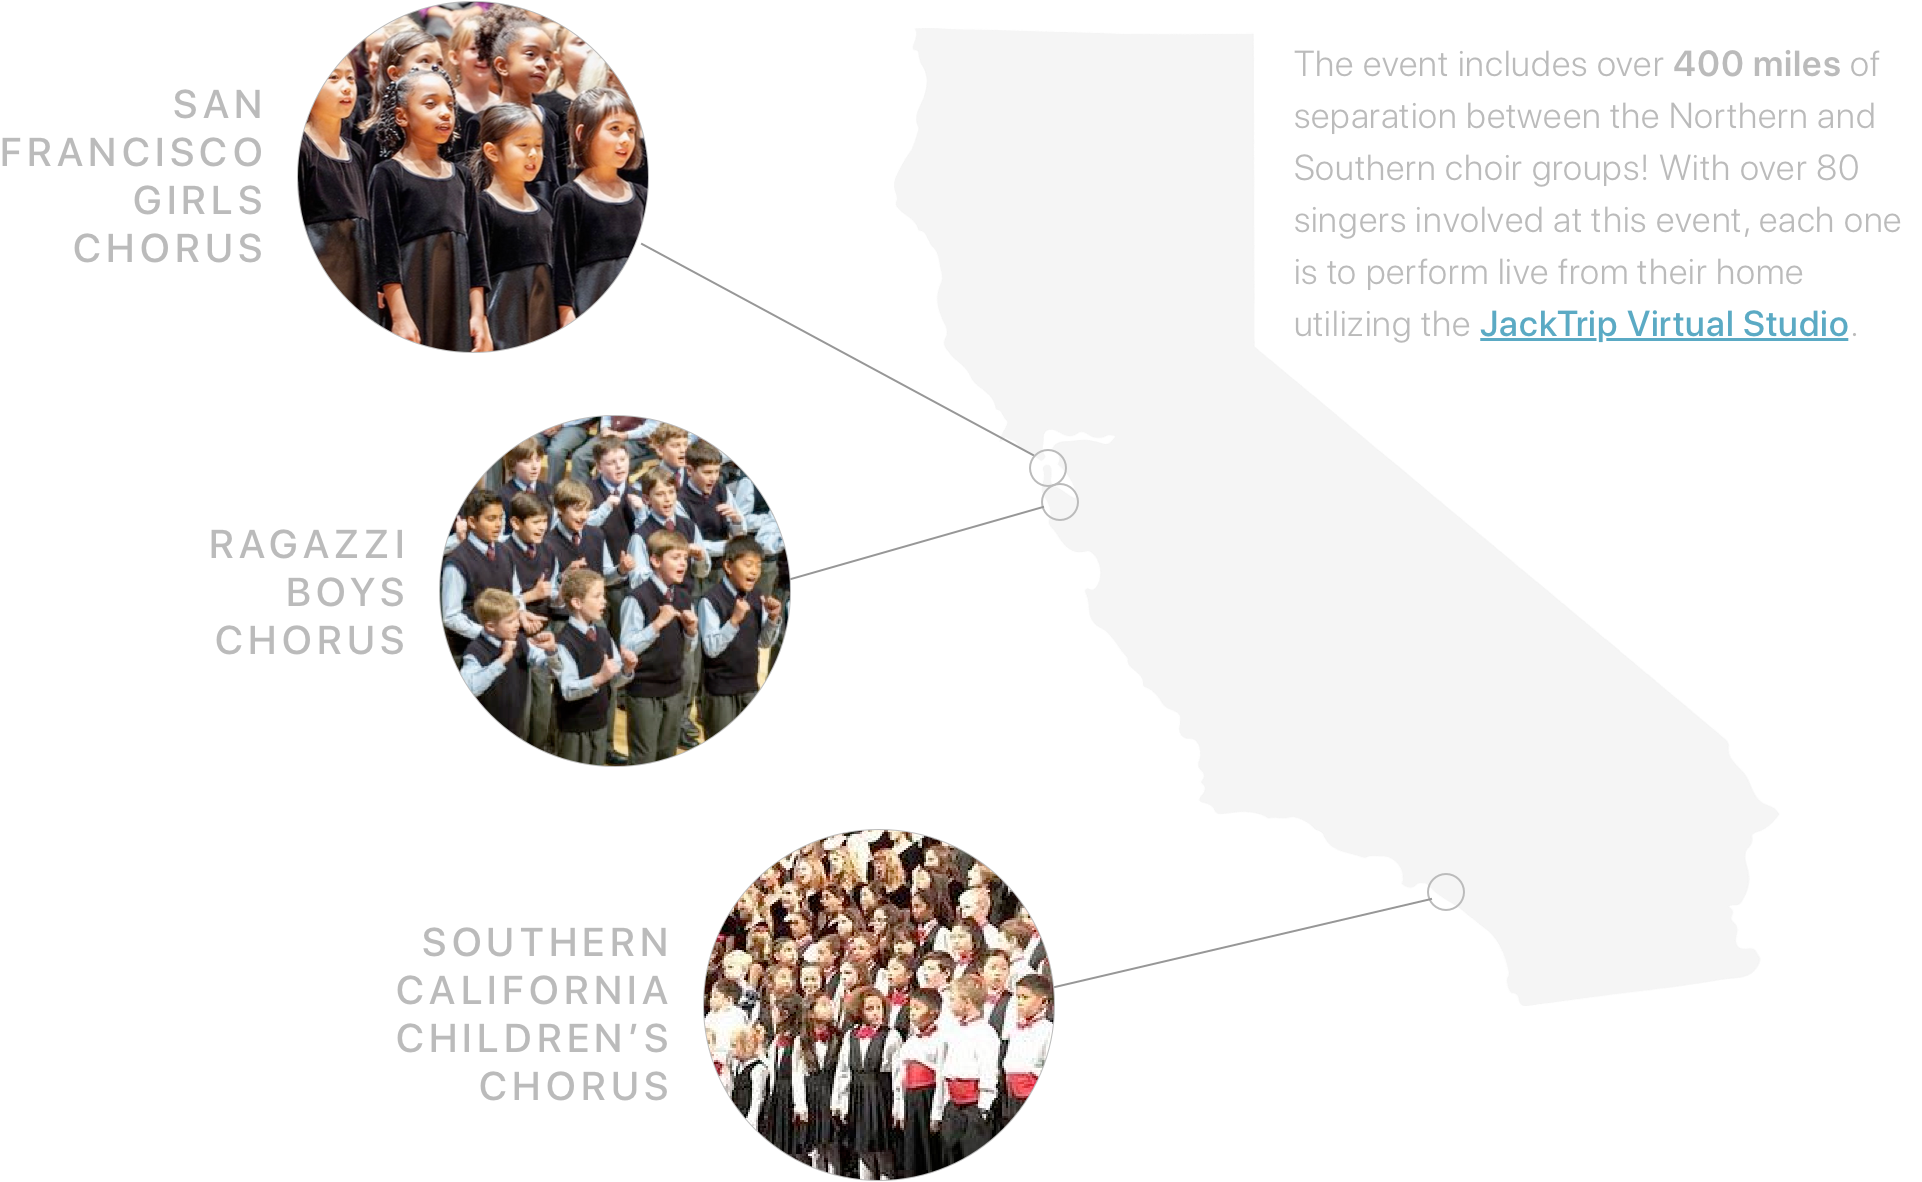 SAN
FRANCISCO
GIRLS
CHORUS
The event includes over 400 miles of
separation between the Northern and
Southern choir groups! With over 80
singers involved at this event, each one
is to perform live from their home
utilizing the JackTrip Virtual Studio.
RAGAZZI
BOYS
CHORUS
SOUTHERN
CALIFORNIA
CHILDREN’S
CHORUS